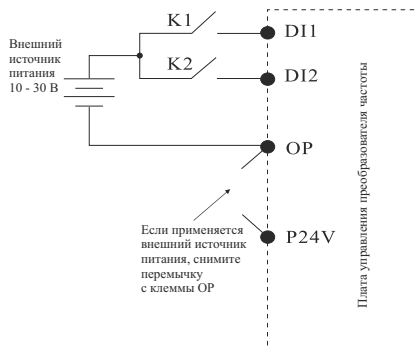 K1
DI1
Внешний
источник
питания
10 - 30 В
K2
DI2
OP
Если применяется
внешний источник
питания, снимите
перемычку
с клеммы OP
P24V
Плата управления преобразователя частоты